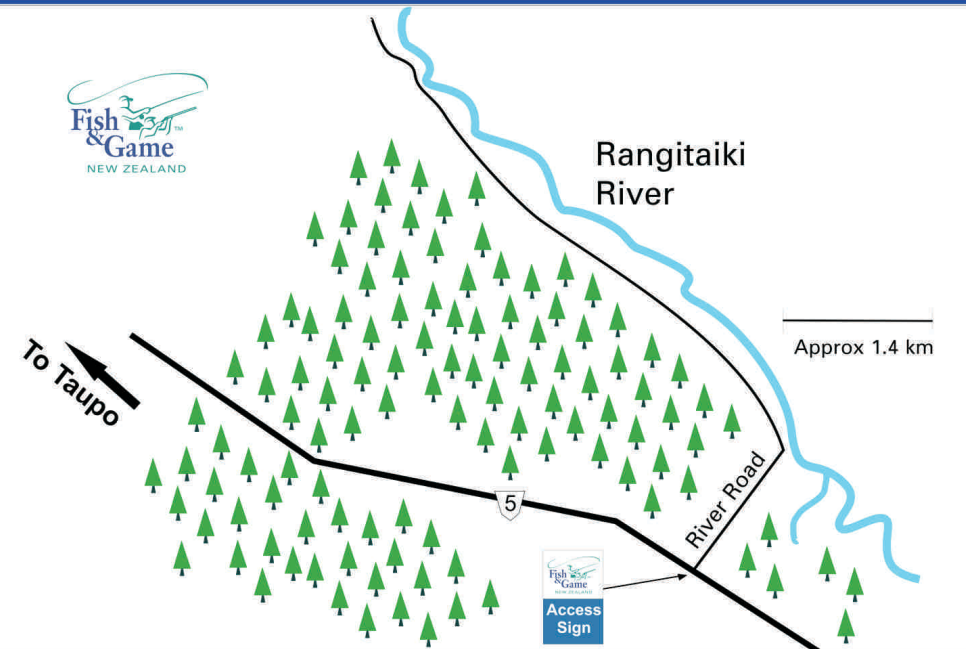 Fish
&Game™
NEW ZEALAND
Rangitaiki
River
Approx 1.4 km
To Taupo
5
River Road
Fish
&Game
NEW ZEALAND
Access
Sign